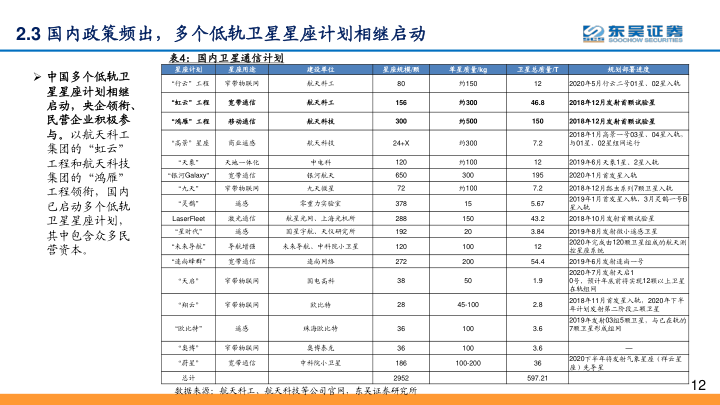 2.3 国内政策频出，多个低轨卫星星座计划相继启动
东吴证券
SOOCHOW SECURITIES
➢ 中国多个低轨卫
星星座计划相继
启动，央企领衔、
民营企业积极参
与。以航天科工
集团的“虹云”
工程和航天科技
集团的“鸿雁”
工程领衔，国内
已启动多个低轨
卫星星座计划，
其中包含众多民
营资本。
表4：国内卫星通信计划
星座计划 星座用途 建设单位 星座规模/颗 单星质量/kg 卫星总质量/T 规划部署进度
“行云”工程 窄带物联网 航天科工 80 约150 12 2020年5月行云二号01星、02星入轨
“虹云”工程 宽带通信 航天科工 156 约300 46.8 2018年12月发射首颗试验星
“鸿雁”工程 移动通信 航天科技 300 约500 150 2018年12月发射首颗试验星
“高景”星座 商业遥感 航天科技 24+X 约300 7.2 2018年1月高景一号03星、04星入轨，
与01星、02星组网运行
“天象” 天地一体化 中电科 120 约100 12 2019年6月天象1星、2星入轨
“银河Galaxy” 宽带通信 银河航天 650 300 195 2020年1月首发星入轨
“九天” 窄带物联网 九天微星 72 约100 7.2 2018年12月瓢虫系列7颗卫星入轨
“灵鹊” 遥感 零重力实验室 378 15 5.67 2019年1月首发星入轨、3月灵鹊一号B
星入轨
LaserFleet 激光通信 航星光网、上海光机所 288 150 43.2 2018年10月发射首颗试验星
“星时代” 遥感 国星宇航、天仪研究所 192 20 3.84 2019年8月发射微小遥感卫星
“未来导航” 导航增强 未来导航、中科院小卫星 120 100 12 2020年完成由120颗卫星组成的航天测
控星座系统
“连尚蜂群” 宽带通信 连尚网络 272 200 54.4 2019年6月发射连尚一号
“天启” 窄带物联网 国电高科 38 50 1.9 2020年7月发射天启1
0号，预计年底前将实现12颗以上卫星
在轨组网
“翔云” 窄带物联网 欧比特 28 45-100 2.8 2018年11月首发星入轨，2020年下半
年计划发射第二阶段三颗卫星
“欧比特” 遥感 珠海欧比特 36 100 3.6 2019年发射03组5颗卫星，与已在轨的
7颗卫星形成组网
“奥博” 窄带物联网 奥博泰克 36 100 3.6 —
“蔚星” 宽带通信 中科院小卫星 186 100-200 36 2020下半年将发射气象星座（祥云星
座）先导星
总计 2952 597.21
数据来源：航天科工，航天科技等公司官网，东吴证券研究所
12